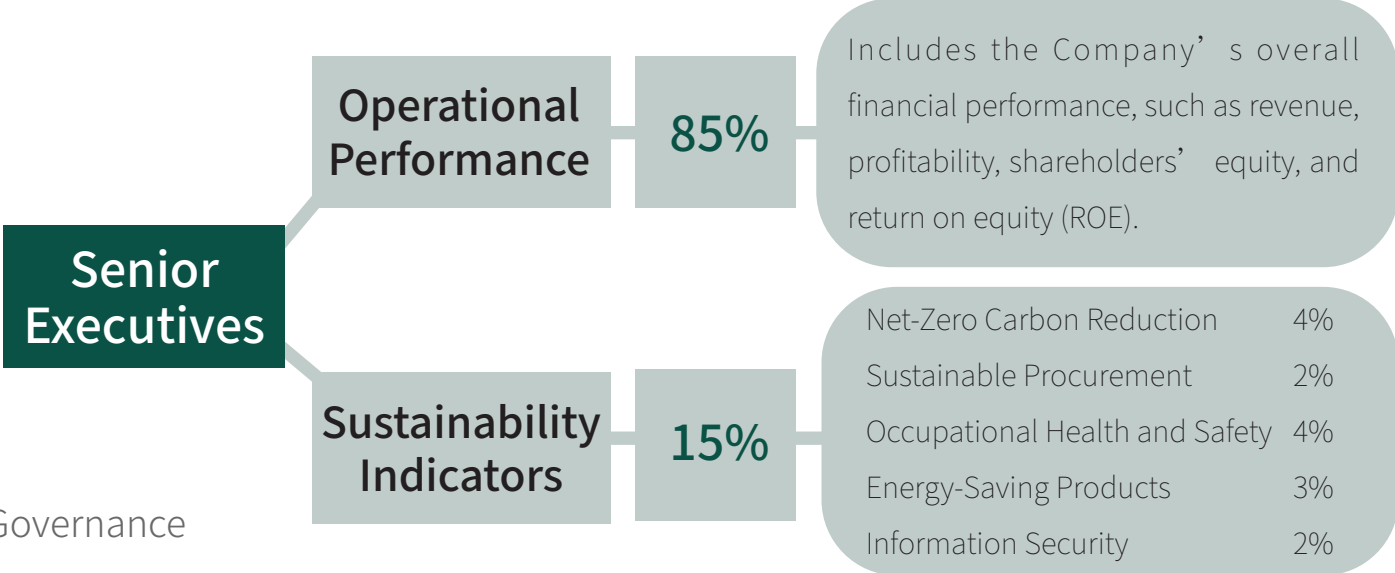 Senior
Executives
Operational
Performance
85%
Includes the Company’s overall
financial performance, such as revenue,
profitability, shareholders’ equity, and
return on equity (ROE).
Sustainability
Indicators
15%
Net-Zero Carbon Reduction 4%
Sustainable Procurement 2%
Occupational Health and Safety 4%
Energy-Saving Products 3%
Information Security 2%
Governance